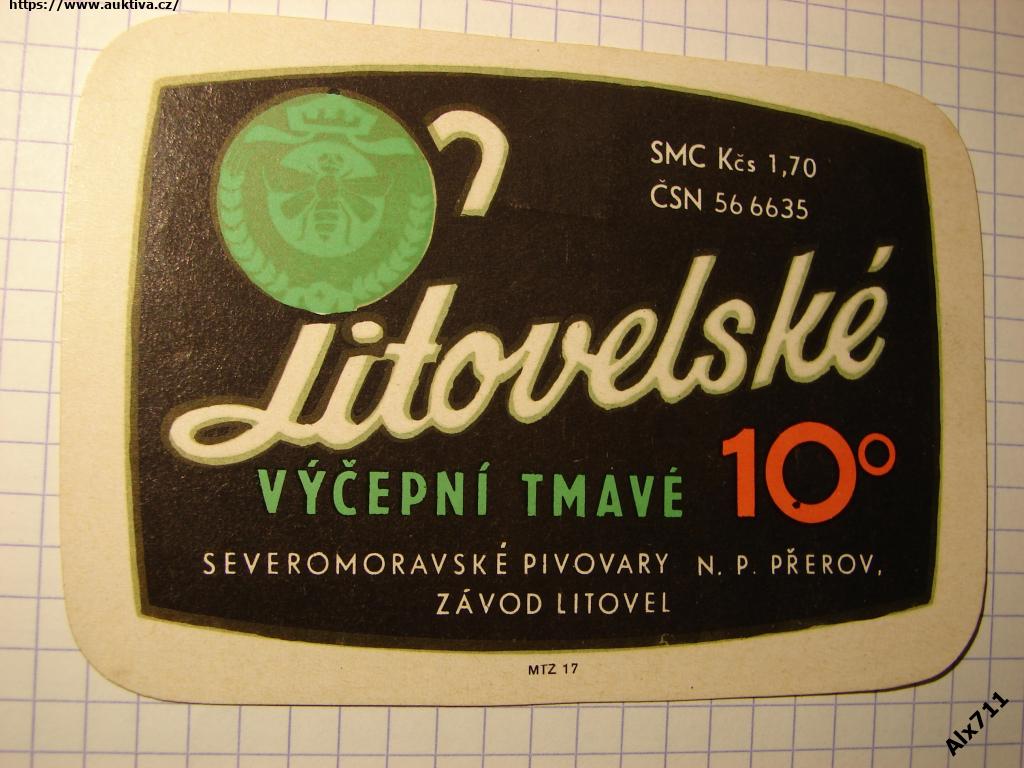 https://www.auktiva.cz/
SMC Kčs 1,70
ČSN 56 6635
Litovelské
VÝČEPNÍ TMAVÉ 10°
SEVEROMORAVSKÉ PIVOVARY N. P. PŘEROV,
ZÁVOD LITOVEL
MTZ 17
Alx711